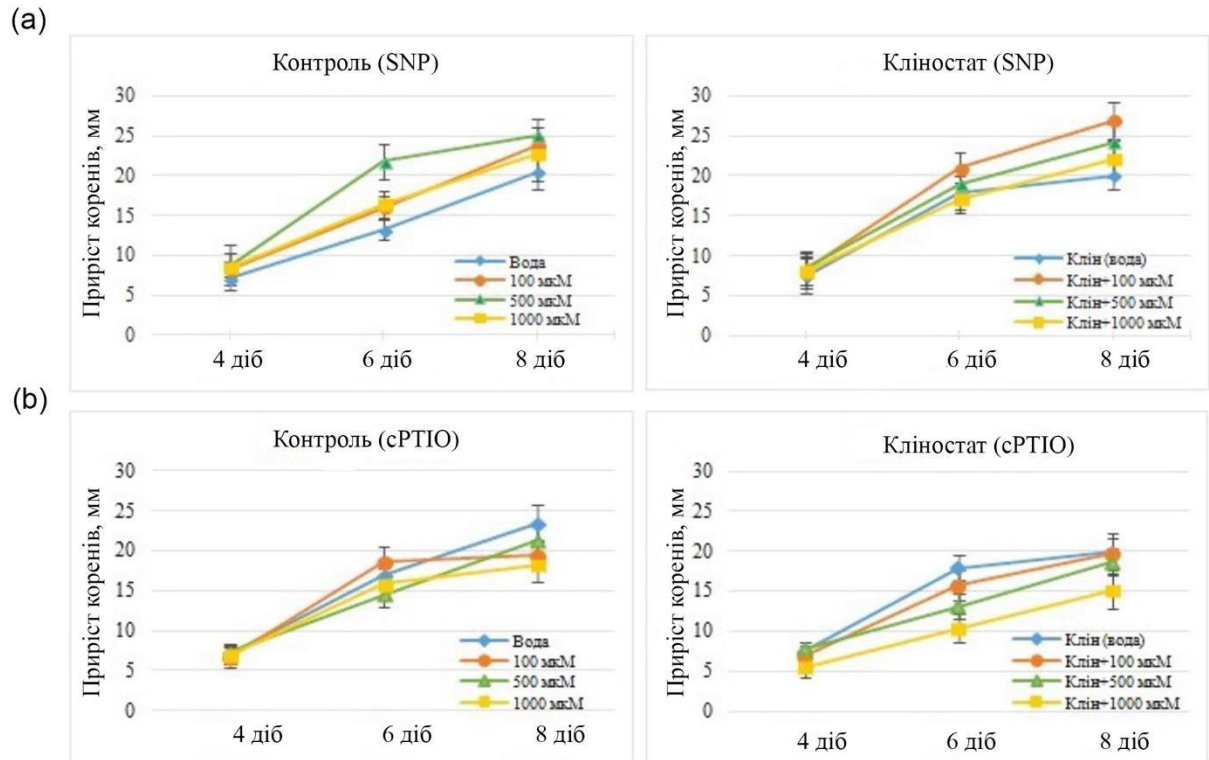 (a)
Контроль (SNP)
Приріст коренів, мм
30
25
20
15
10
5
0
Вода
100 мкМ
500 мкМ
1000 мкМ
4 діб 6 діб 8 діб
Кліностат (SNP)
Приріст коренів, мм
30
25
20
15
10
5
0
Клін (вода)
Клін+100 мкМ
Клін+500 мкМ
Клін+1000 мкМ
4 діб 6 діб 8 діб
(b)
Контроль (cPTIO)
Приріст коренів, мм
30
25
20
15
10
5
0
Вода
100 мкМ
500 мкМ
1000 мкМ
4 діб 6 діб 8 діб
Кліностат (cPTIO)
Приріст коренів, мм
30
25
20
15
10
5
0
Клін (вода)
Клін+100 мкМ
Клін+500 мкМ
Клін+1000 мкМ
4 діб 6 діб 8 діб